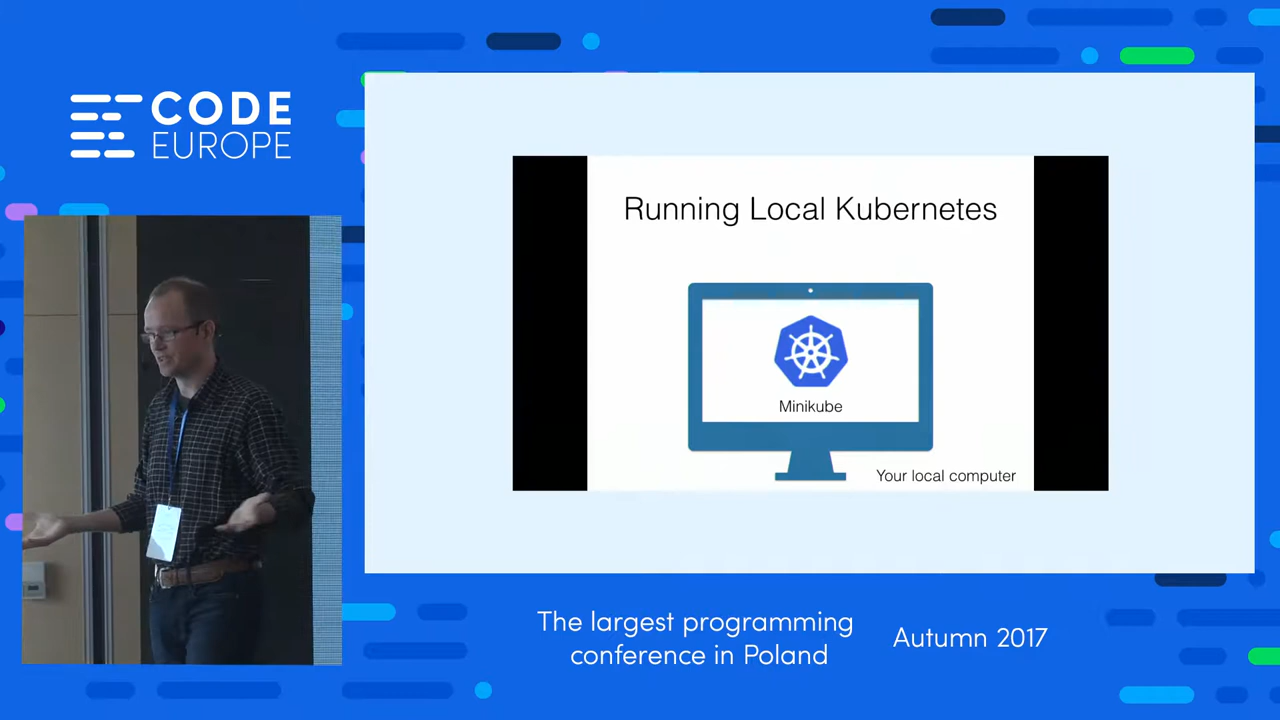 CODE
EUROPE
Running Local Kubernetes
Minikube
Your local computer
The largest programming
conference in Poland
Autumn 2017